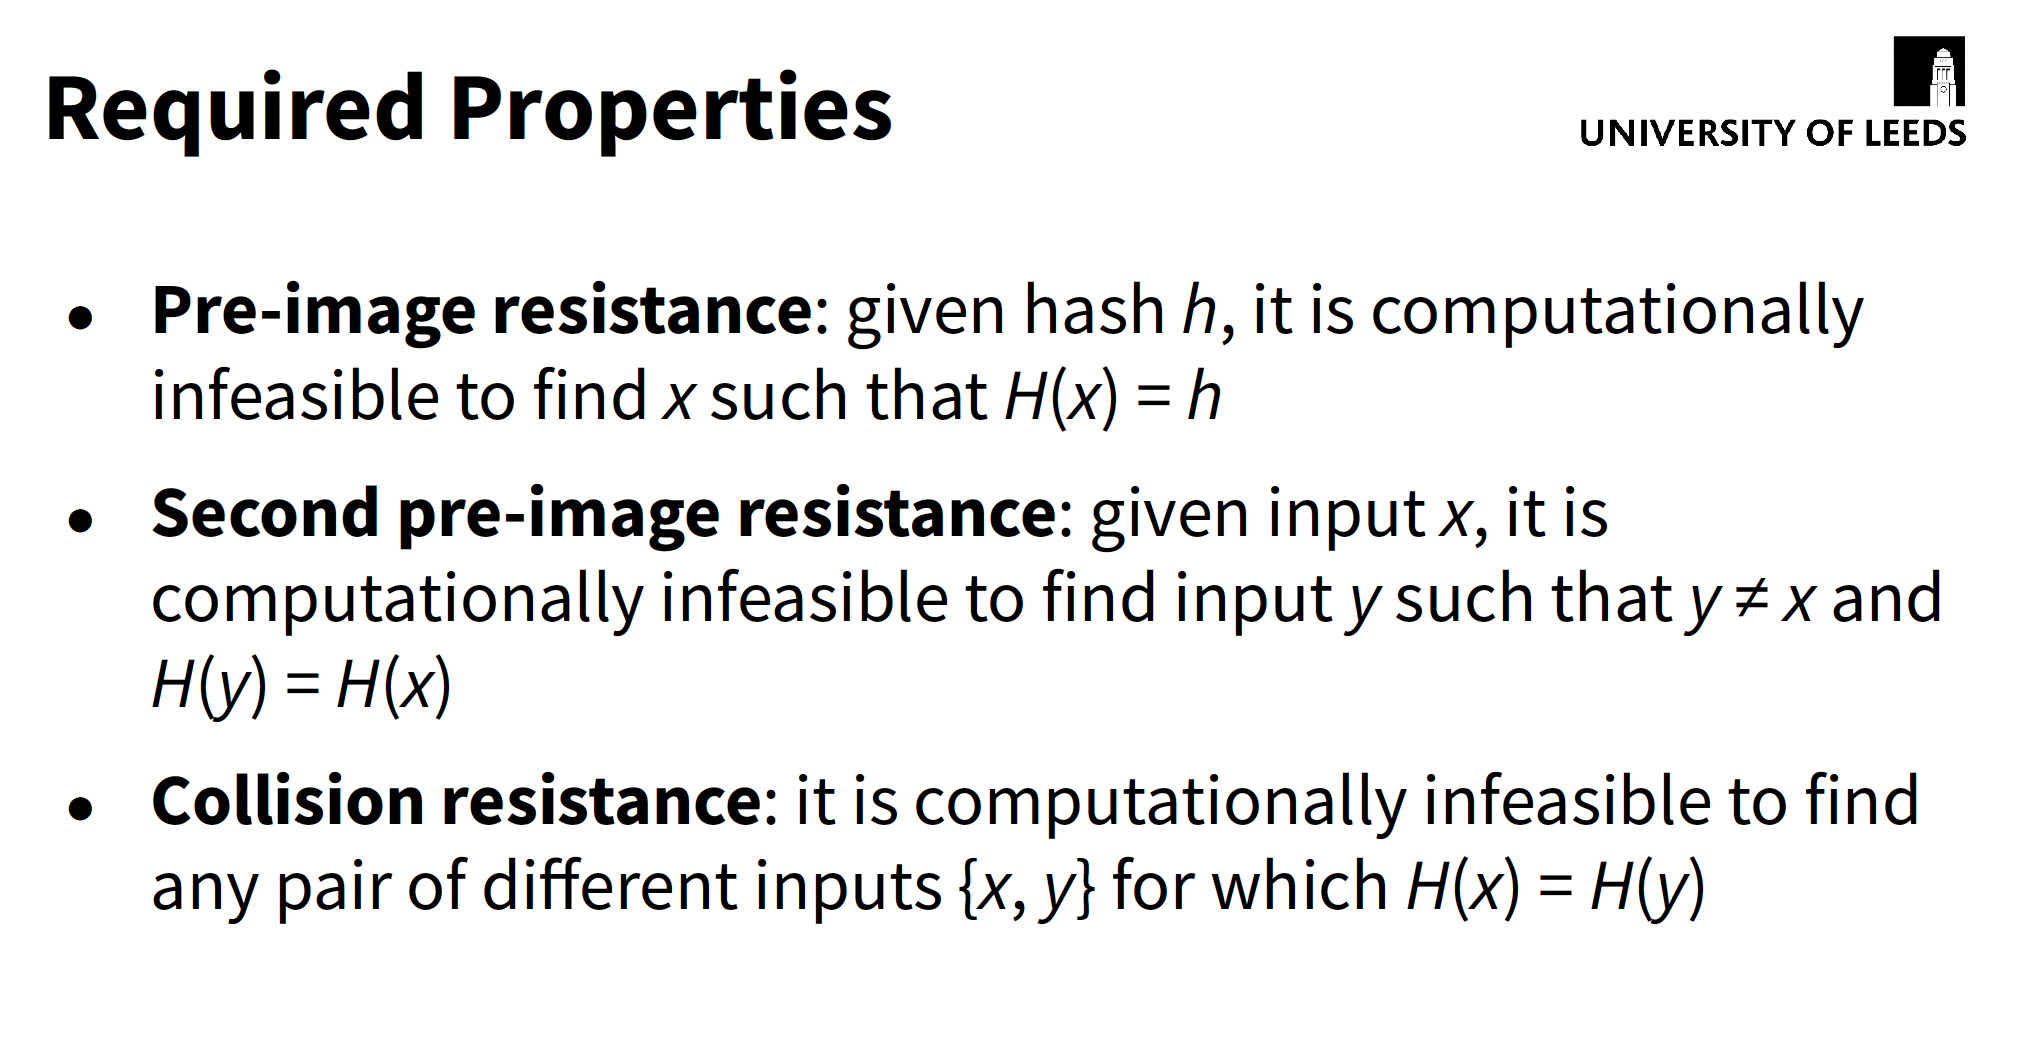 Required Properties
UNIVERSITY OF LEEDS
• Pre-image resistance: given hash h, it is computationally
infeasible to find x such that H(x) = h
• Second pre-image resistance: given input x, it is
computationally infeasible to find input y such that y ≠ x and
H(y) = H(x)
• Collision resistance: it is computationally infeasible to find
any pair of different inputs {x, y} for which H(x) = H(y)